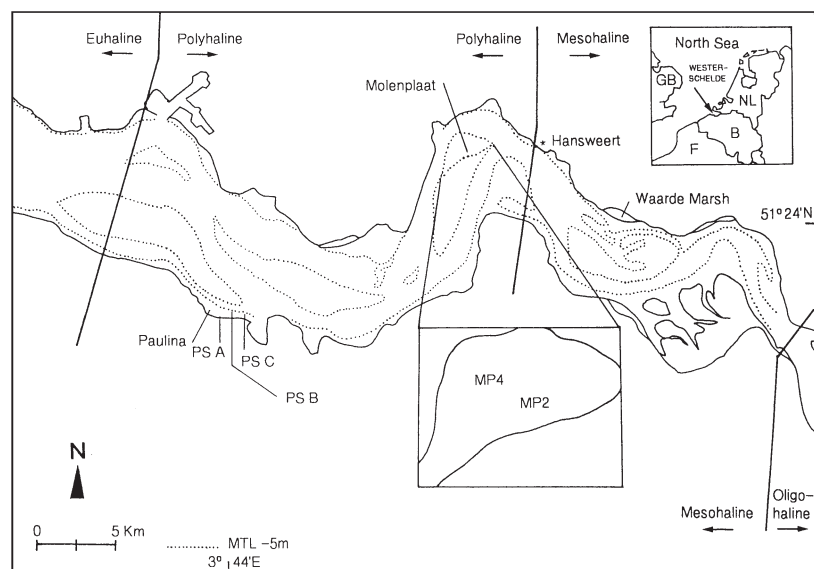 Euhaline
Polyhaline
Polyhaline
Mesohaline
North Sea
WESTER-
SCHELDE
GB
NL
B
F
Molenplaat
* Hansweert
Waarde Marsh
51° 24'N
Paulina
PS A
PS C
PS B
MP4
MP2
N
0 5 Km
MTL -5m
3° 44'E
Mesohaline
Oligo-
haline